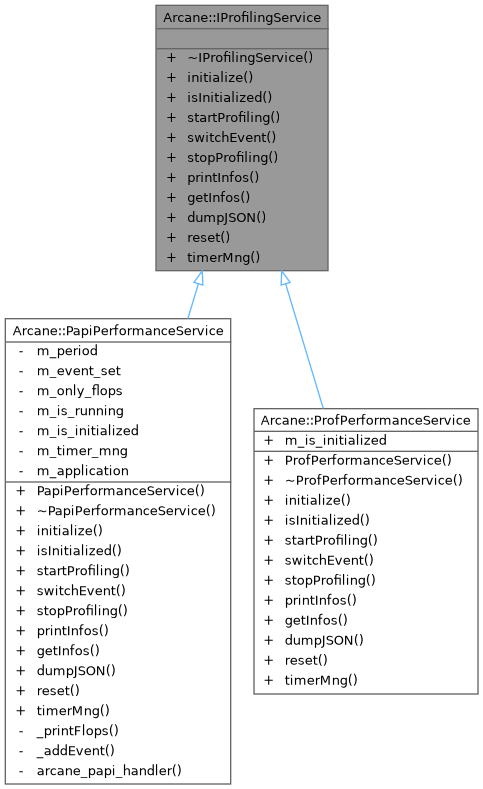 Arcane::IProfilingService
+ ~IProfilingService()
+ initialize()
+ isInitialized()
+ startProfiling()
+ switchEvent()
+ stopProfiling()
+ printInfos()
+ getInfos()
+ dumpJSON()
+ reset()
+ timerMng()
Arcane::PapiPerformanceService
- m_period
- m_event_set
- m_only_flops
- m_is_running
- m_is_initialized
- m_timer_mng
- m_application
+ PapiPerformanceService()
+ ~PapiPerformanceService()
+ initialize()
+ isInitialized()
+ startProfiling()
+ switchEvent()
+ stopProfiling()
+ printInfos()
+ getInfos()
+ dumpJSON()
+ reset()
+ timerMng()
- _printFlops()
- _addEvent()
- arcane_papi_handler()
Arcane::ProfPerformanceService
+ m_is_initialized
+ ProfPerformanceService()
+ ~ProfPerformanceService()
+ initialize()
+ isInitialized()
+ startProfiling()
+ switchEvent()
+ stopProfiling()
+ printInfos()
+ getInfos()
+ dumpJSON()
+ reset()
+ timerMng()